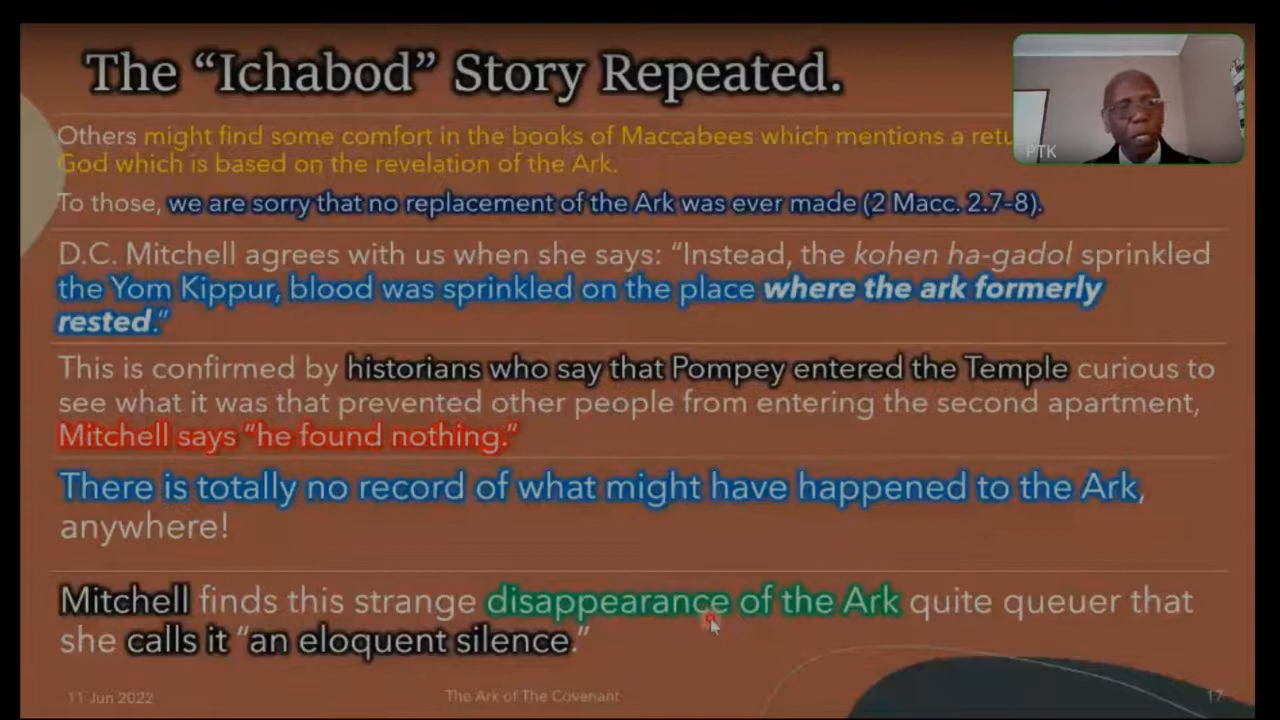 The “Ichabod” Story Repeated.
Others might find some comfort in the books of Maccabees which mentions a retu
God which is based on the revelation of the Ark.
PTK
To those, we are sorry that no replacement of the Ark was ever made (2 Macc. 2.7–8).
D.C. Mitchell agrees with us when she says: “Instead, the kohen ha-gadol sprinkled
the Yom Kippur, blood was sprinkled on the place where the ark formerly
rested.”
This is confirmed by historians who say that Pompey entered the Temple curious to
see what it was that prevented other people from entering the second apartment,
Mitchell says “he found nothing.”
There is totally no record of what might have happened to the Ark,
anywhere!
Mitchell finds this strange disappearance of the Ark quite queuer that
she calls it “an eloquent silence.”
11 Jun 2022
The Ark of The Covenant
17